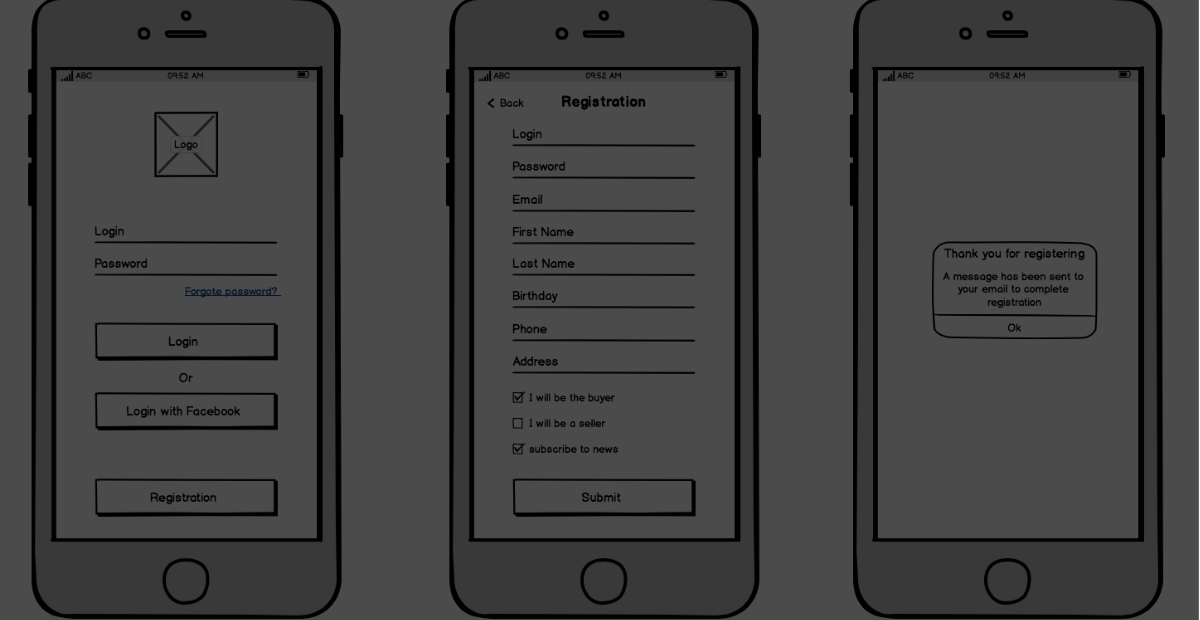 ABC 09:52 AM
Logo
Login
Password
Forgote password?
Login
Or
Login with Facebook
Registration
ABC 09:52 AM
< Back Registration
Login
Password
Email
First Name
Last Name
Birthday
Phone
Address
I will be the buyer
I will be a seller
subscribe to news
Submit
ABC 09:52 AM
Thank you for registering
A message has been sent to
your email to complete
registration
Ok